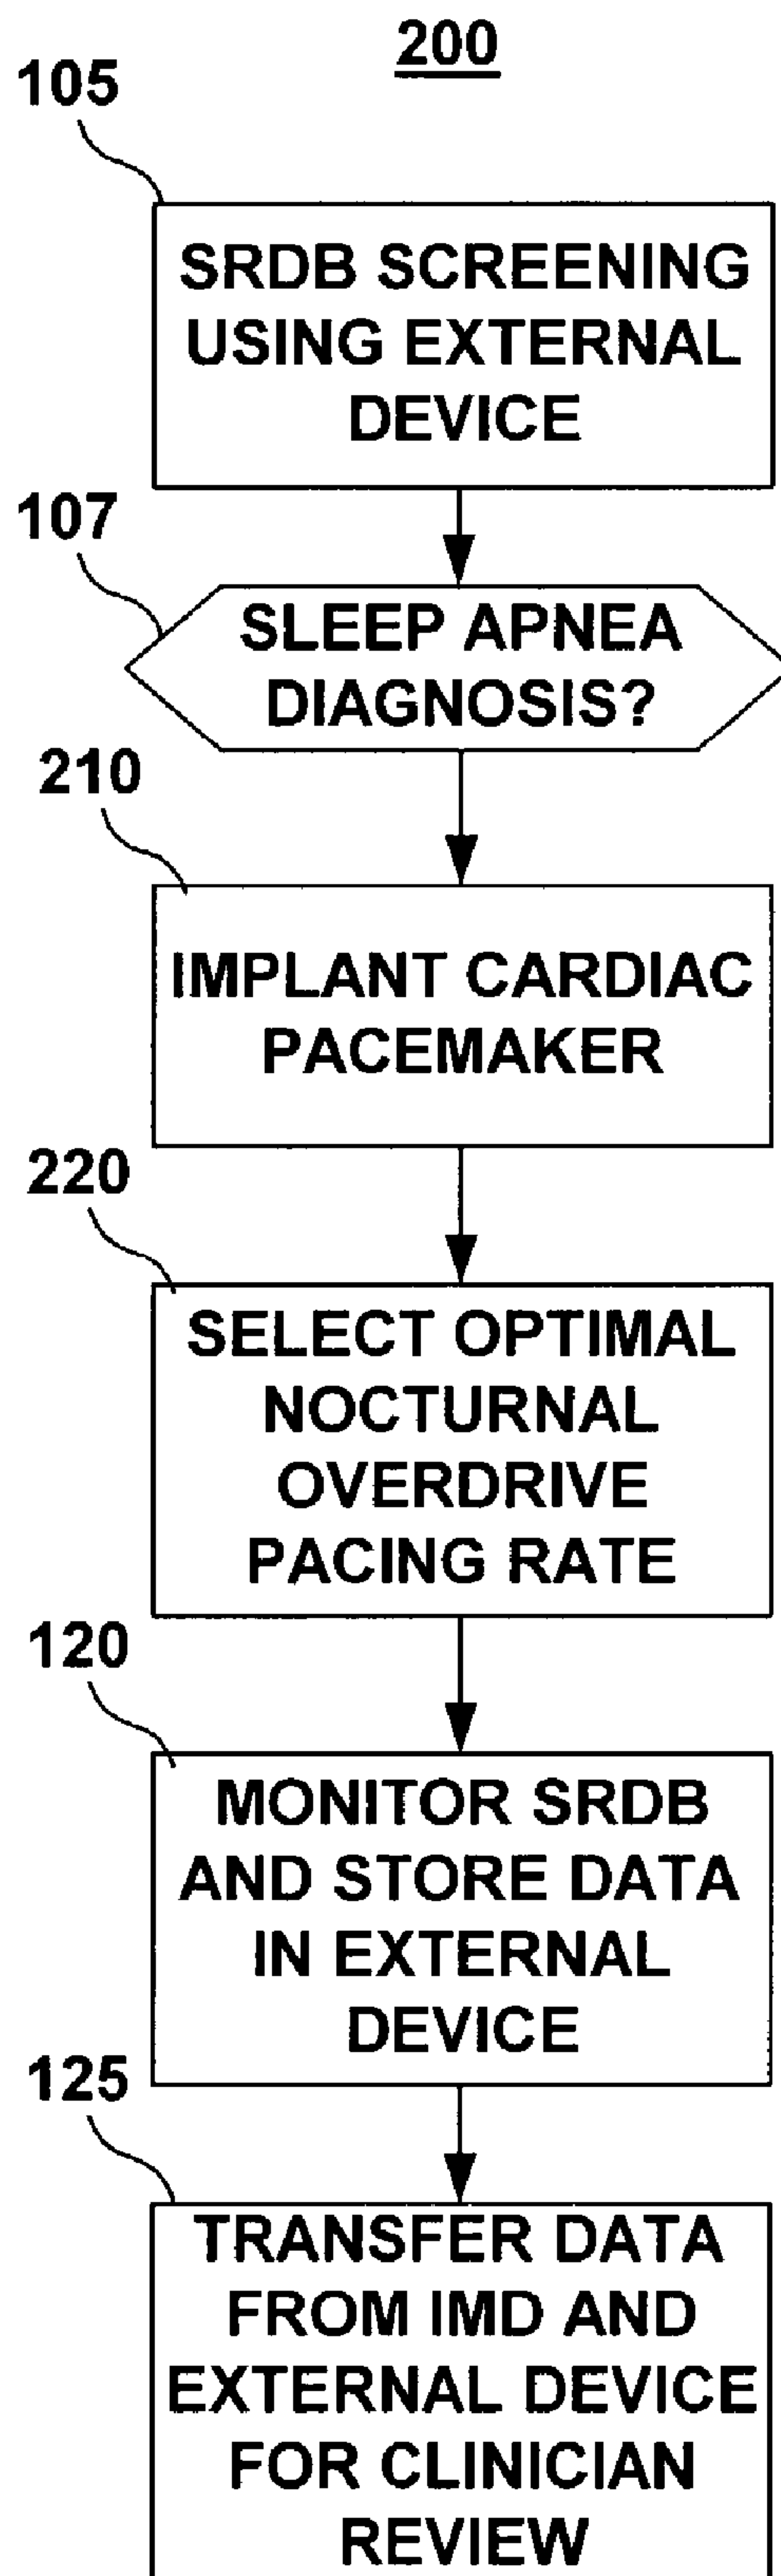 200
105
SRDB SCREENING
USING EXTERNAL
DEVICE
107
SLEEP APNEA
DIAGNOSIS?
210
IMPLANT CARDIAC
PACEMAKER
220
SELECT OPTIMAL
NOCTURNAL
OVERDRIVE
PACING RATE
120
MONITOR SRDB
AND STORE DATA
IN EXTERNAL
DEVICE
125
TRANSFER DATA
FROM IMD AND
EXTERNAL DEVICE
FOR CLINICIAN
REVIEW